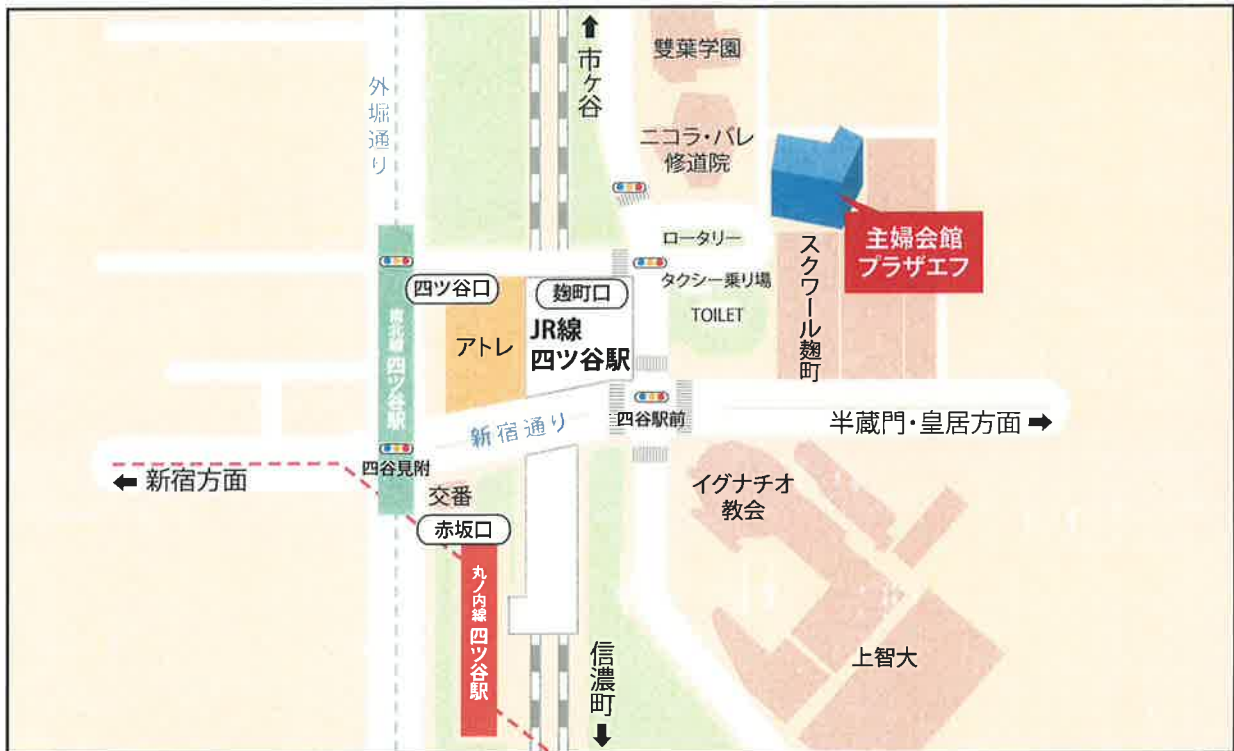 雙葉学園
市ヶ谷
外堀通り
ニコラ・バレ
修道院
主婦会館
プラザエフ
ロータリー
タクシー乗り場
TOILET
スクワール麹町
四ツ谷口
麹町口
JR線
四ツ谷駅
アトレ
南北線 四ツ谷駅
新宿通り
四谷駅前
半蔵門・皇居方面
四谷見附
新宿方面
交番
赤坂口
イグナチオ
教会
丸ノ内線 四ツ谷駅
信濃町
上智大